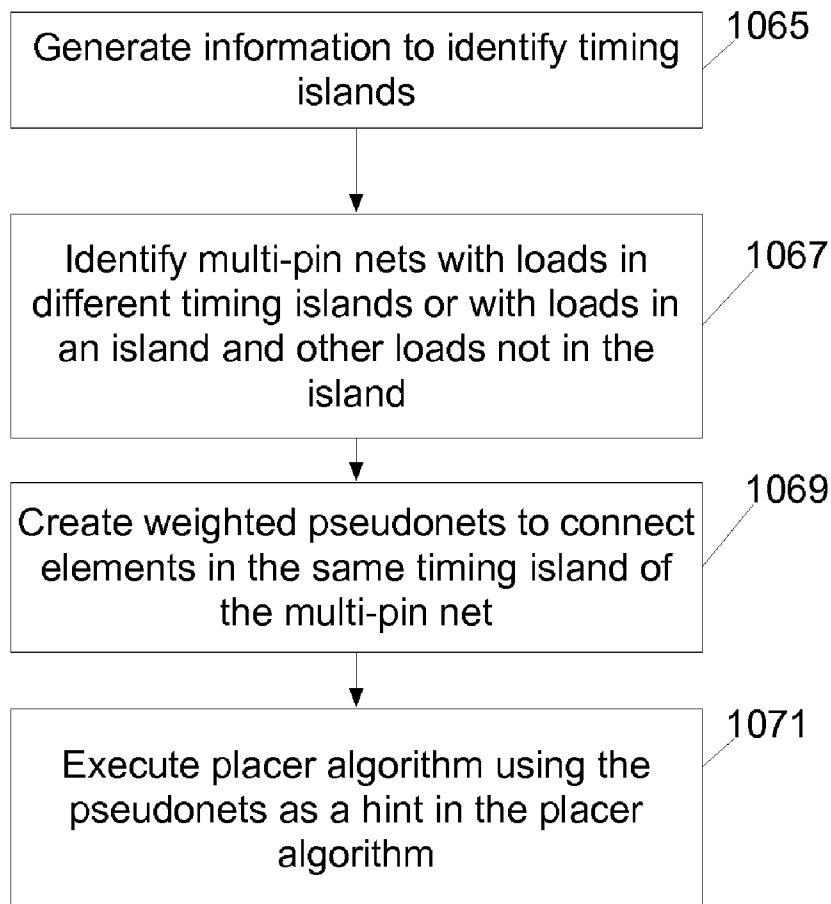 1065
Generate information to identify timing
islands
1067
Identify multi-pin nets with loads in
different timing islands or with loads in
an island and other loads not in the
island
1069
Create weighted pseudonets to connect
elements in the same timing island of
the multi-pin net
1071
Execute placer algorithm using the
pseudonets as a hint in the placer
algorithm